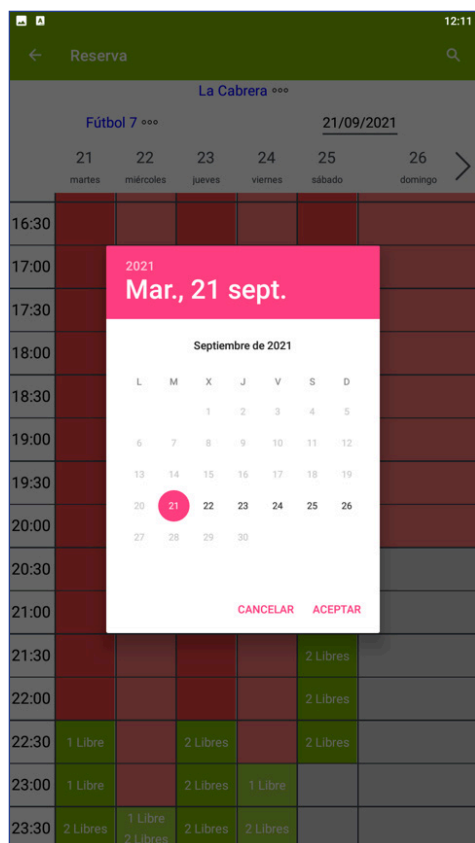 12:11
Reserva
La Cabrera
Fútbol 7
21/09/2021
21 22 23 24 25 26
martes miércoles jueves viernes sábado domingo
16:30
17:00
17:30
18:00
18:30
19:00
19:30
20:00
20:30
21:00
2021
Mar., 21 sept.
Septiembre de 2021
L M X J V S D
1 2 3 4 5
6 7 8 9 10 11 12
13 14 15 16 17 18 19
20 21 22 23 24 25 26
27 28 29 30
CANCELAR ACEPTAR
21:30 2 Libres
22:00 2 Libres
22:30 1 Libre 2 Libres 2 Libres
23:00 1 Libre 2 Libres 1 Libre
23:30 2 Libres 1 Libre 2 Libres 2 Libres
2 Libres